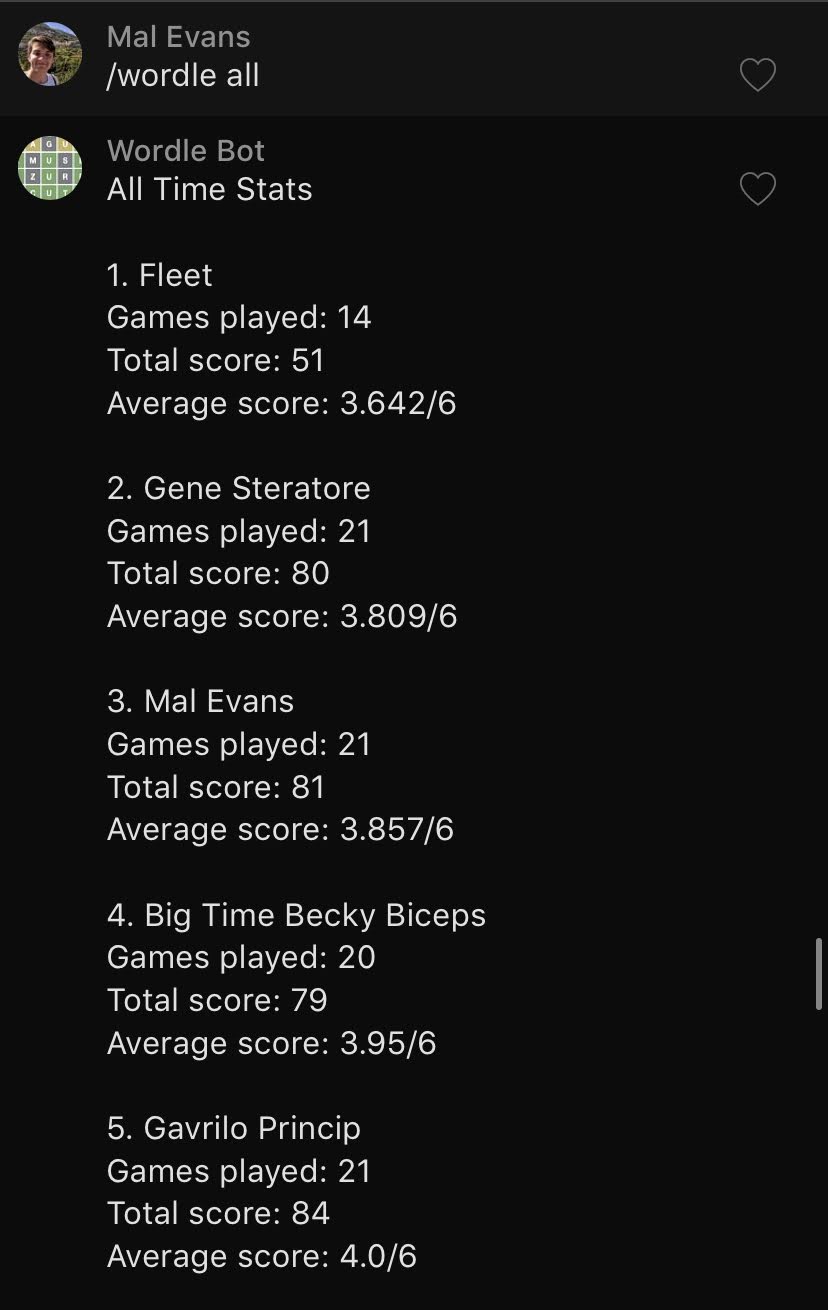 Mal Evans
/wordle all
A G U
M U S
Z U R
C U T
Wordle Bot
All Time Stats
1. Fleet
Games played: 14
Total score: 51
Average score: 3.642/6
2. Gene Steratore
Games played: 21
Total score: 80
Average score: 3.809/6
3. Mal Evans
Games played: 21
Total score: 81
Average score: 3.857/6
4. Big Time Becky Biceps
Games played: 20
Total score: 79
Average score: 3.95/6
5. Gavrilo Princip
Games played: 21
Total score: 84
Average score: 4.0/6